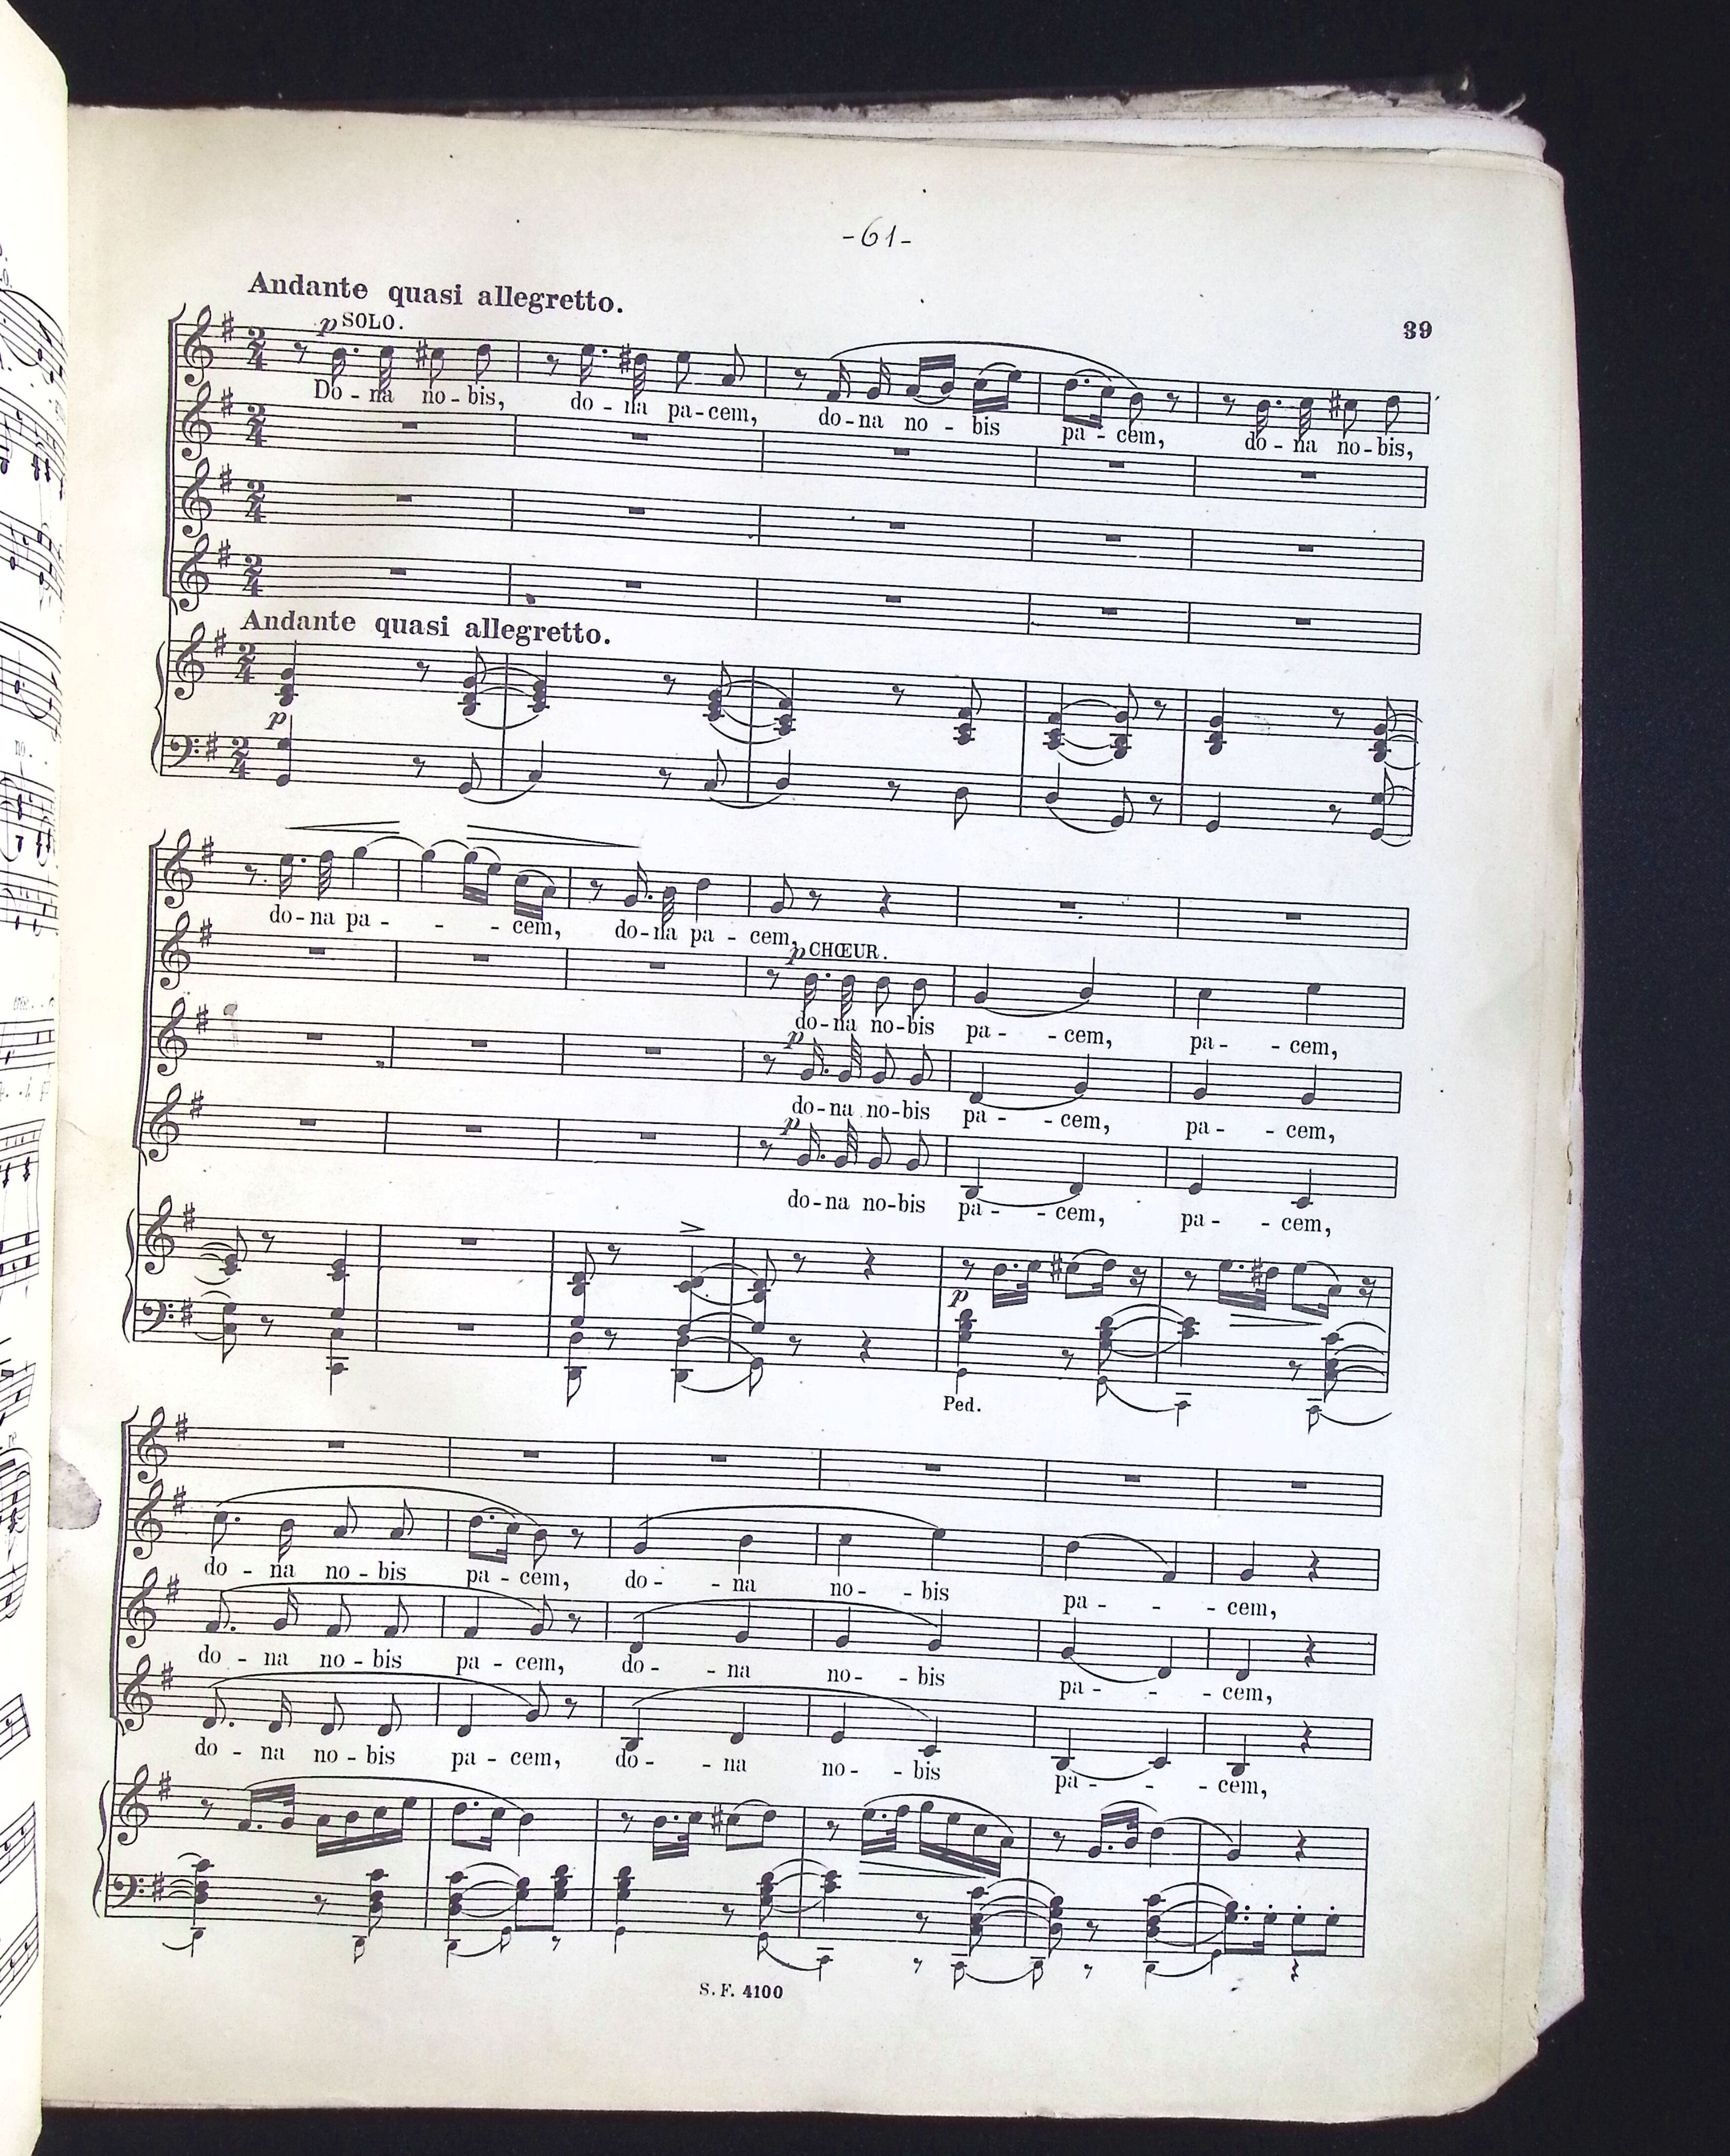 -61-
39
Andante quasi allegretto.
p SOLO.
Do - na no - bis, do - na pa - cem, do - na no - bis pa - cem, do - na no - bis,
Andante quasi allegretto.
p
do - na pa - - - cem, do - na pa - cem,
p CHŒUR.
do - na no - bis pa - - cem, pa - - cem,
p
do - na no - bis pa - - cem, pa - - cem,
p
do - na no - bis pa - - cem, pa - - cem,
p
Ped.
do - na no - bis pa - cem, do - - na no - - bis pa - - - cem,
do - na no - bis pa - cem, do - - na no - - bis pa - - - cem,
do - na no - bis pa - cem, do - - na no - - bis pa - - - cem,
S. F. 4100